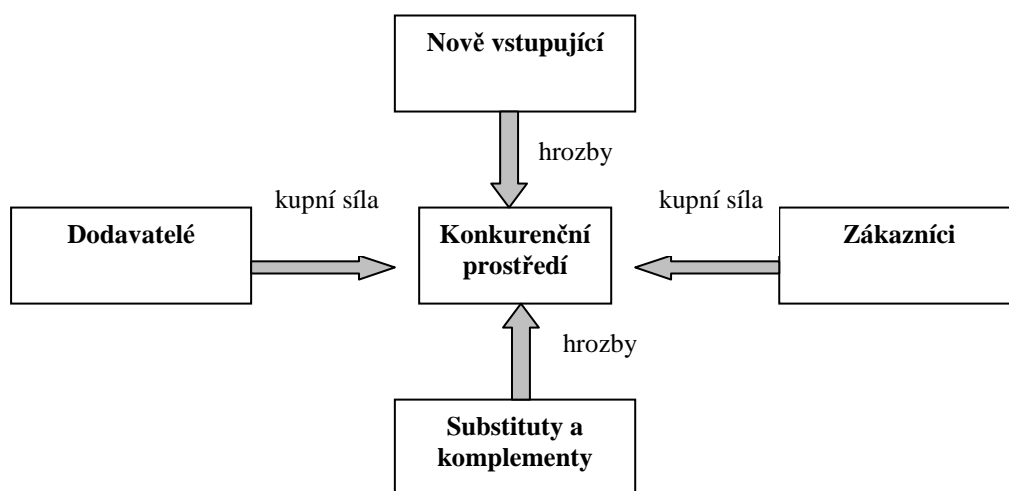 Nově vstupující
hrozby
kupní síla
kupní síla
Dodavatelé
Konkurenční
prostředí
Zákazníci
hrozby
Substituty a
komplementy